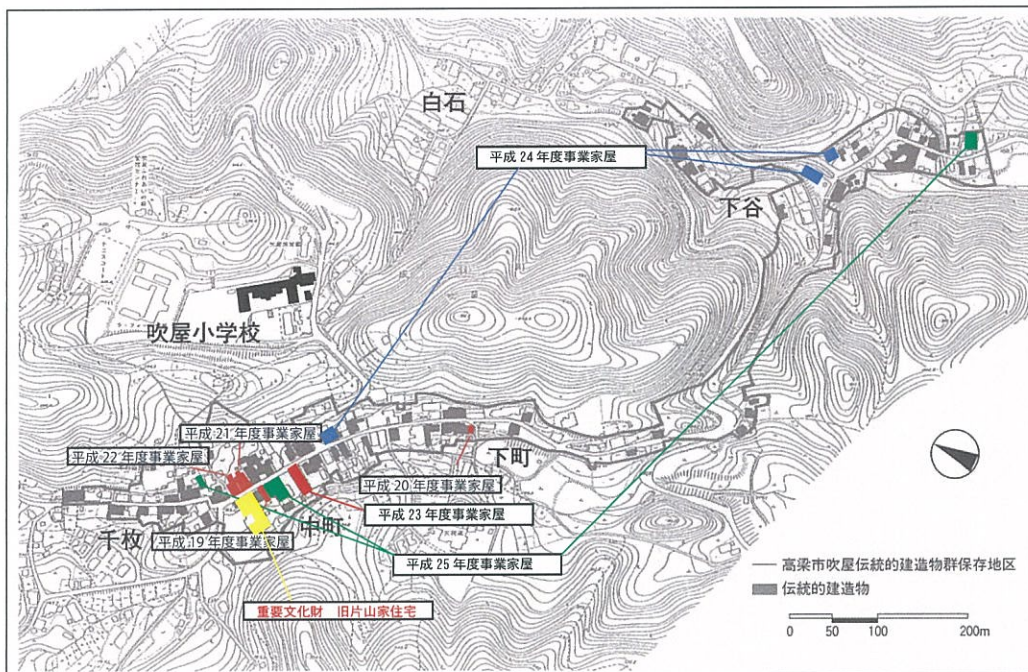 白石
平成24年度事業家屋
下谷
吹屋小学校
平成21年度事業家屋
平成22年度事業家屋
下町
平成20年度事業家屋
平成23年度事業家屋
千枚
平成19年度事業家屋
中町
平成25年度事業家屋
重要文化財 旧片山家住宅
高梁市吹屋伝統的建造物群保存地区
伝統的建造物
0 50 100 200m